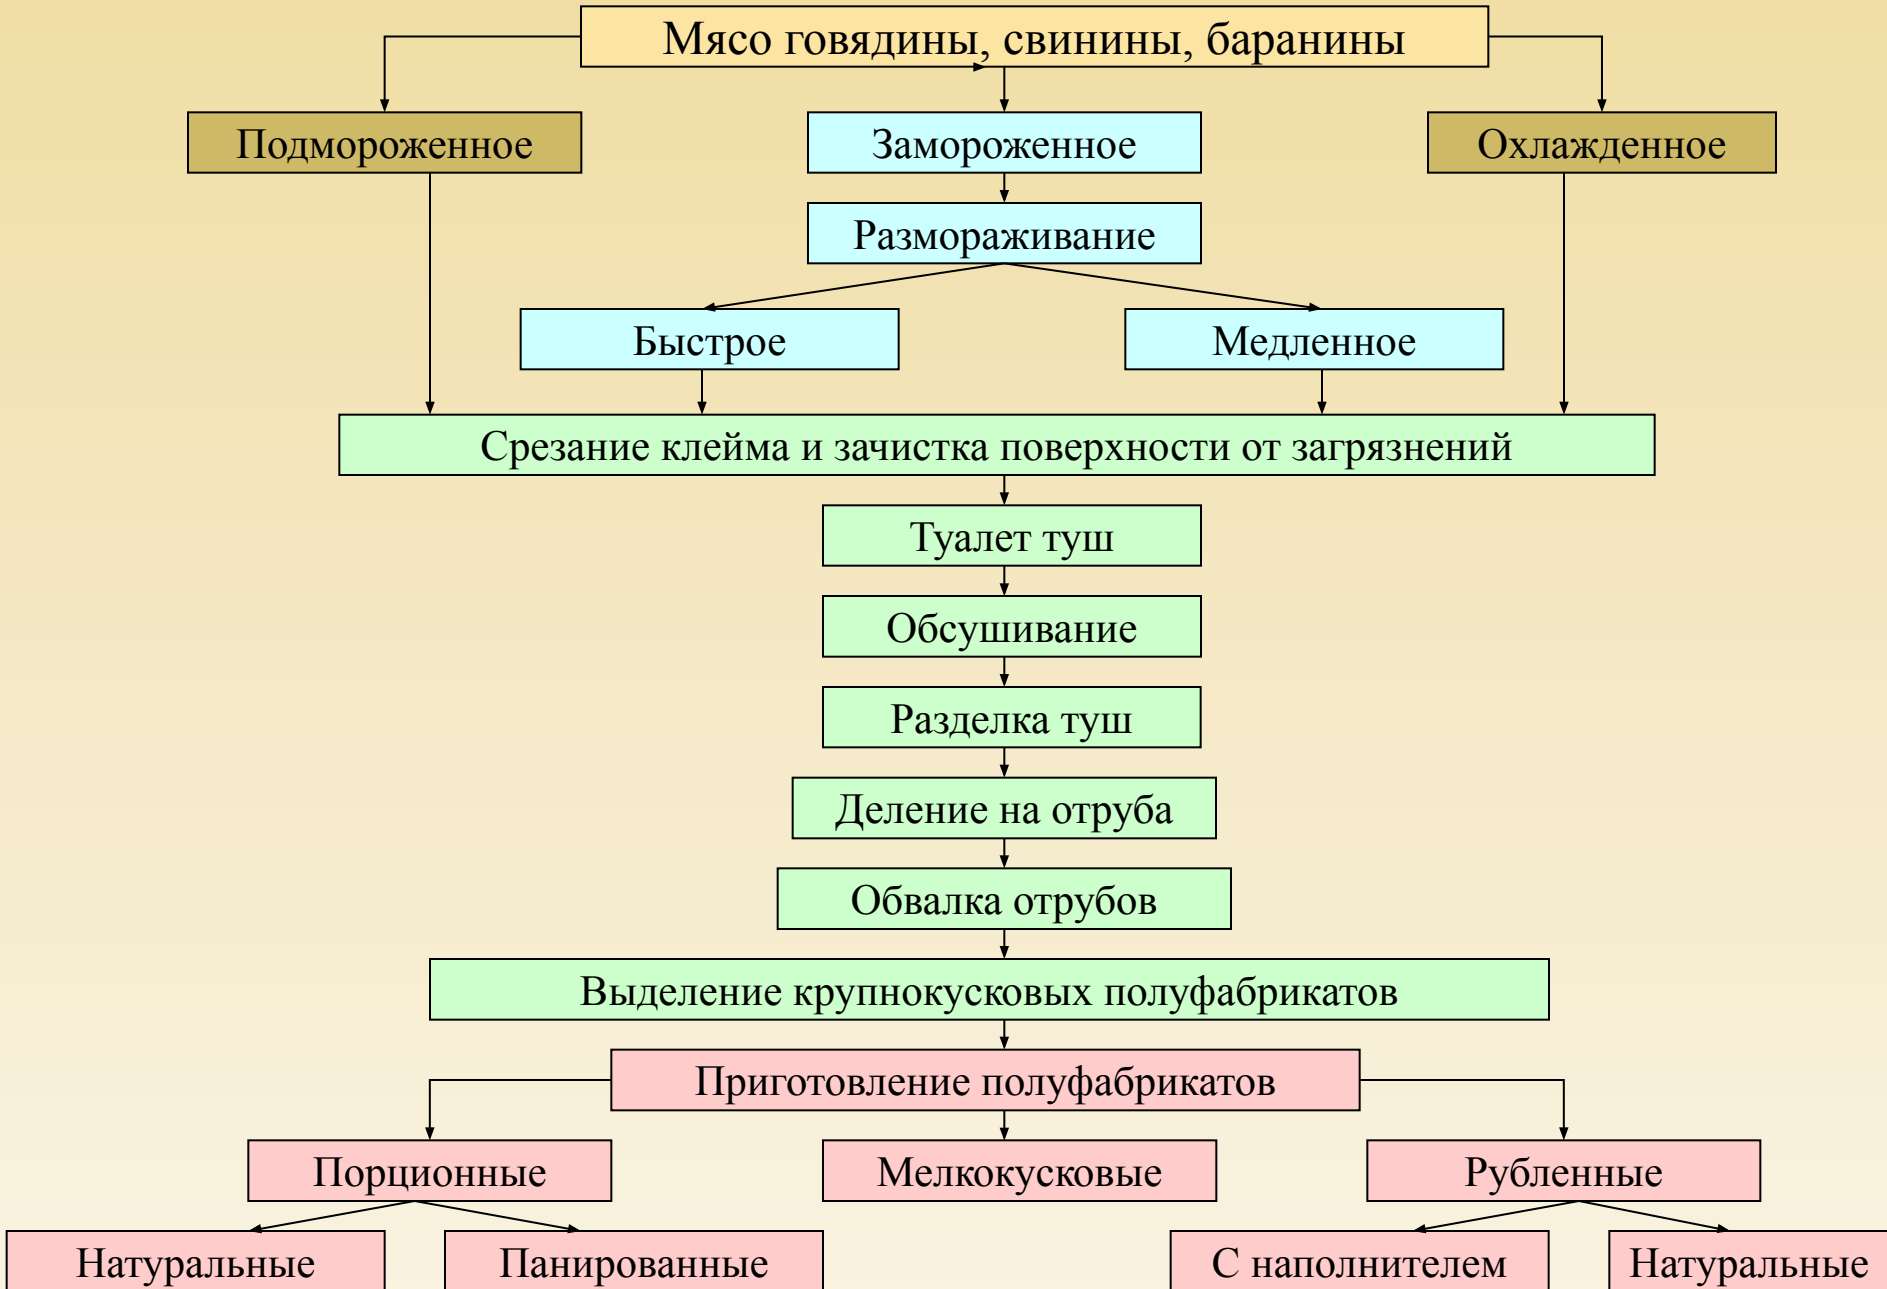 Мясо говядины, свинины, баранины
Подмороженное
Замороженное
Охлажденное
Размораживание
Быстрое
Медленное
Срезание клейма и зачистка поверхности от загрязнений
Туалет туш
Обсушивание
Разделка туш
Деление на отруба
Обвалка отрубов
Выделение крупнокусковых полуфабрикатов
Приготовление полуфабрикатов
Порционные
Мелкокусковые
Рубленные
Натуральные
Панированные
С наполнителем
Натуральные